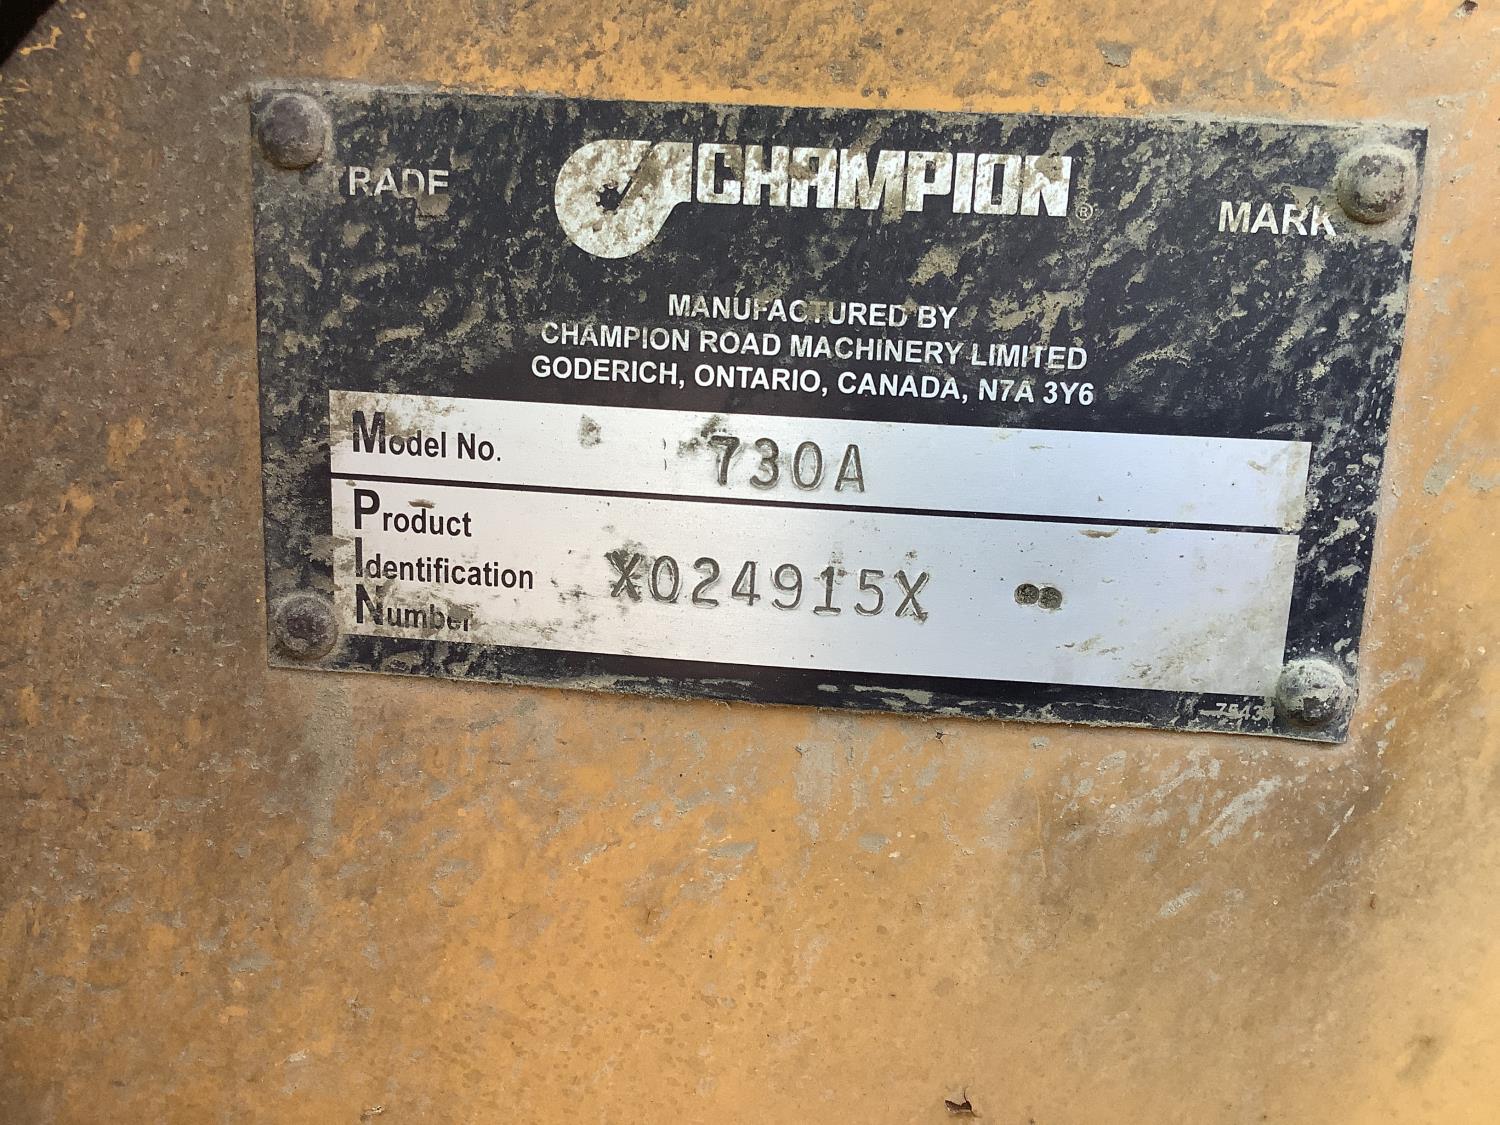 TRADE CHAMPION ® MARK
MANUFACTURED BY
CHAMPION ROAD MACHINERY LIMITED
GODERICH, ONTARIO, CANADA, N7A 3Y6
Model No. 730A
Product
Identification X024915X
Number